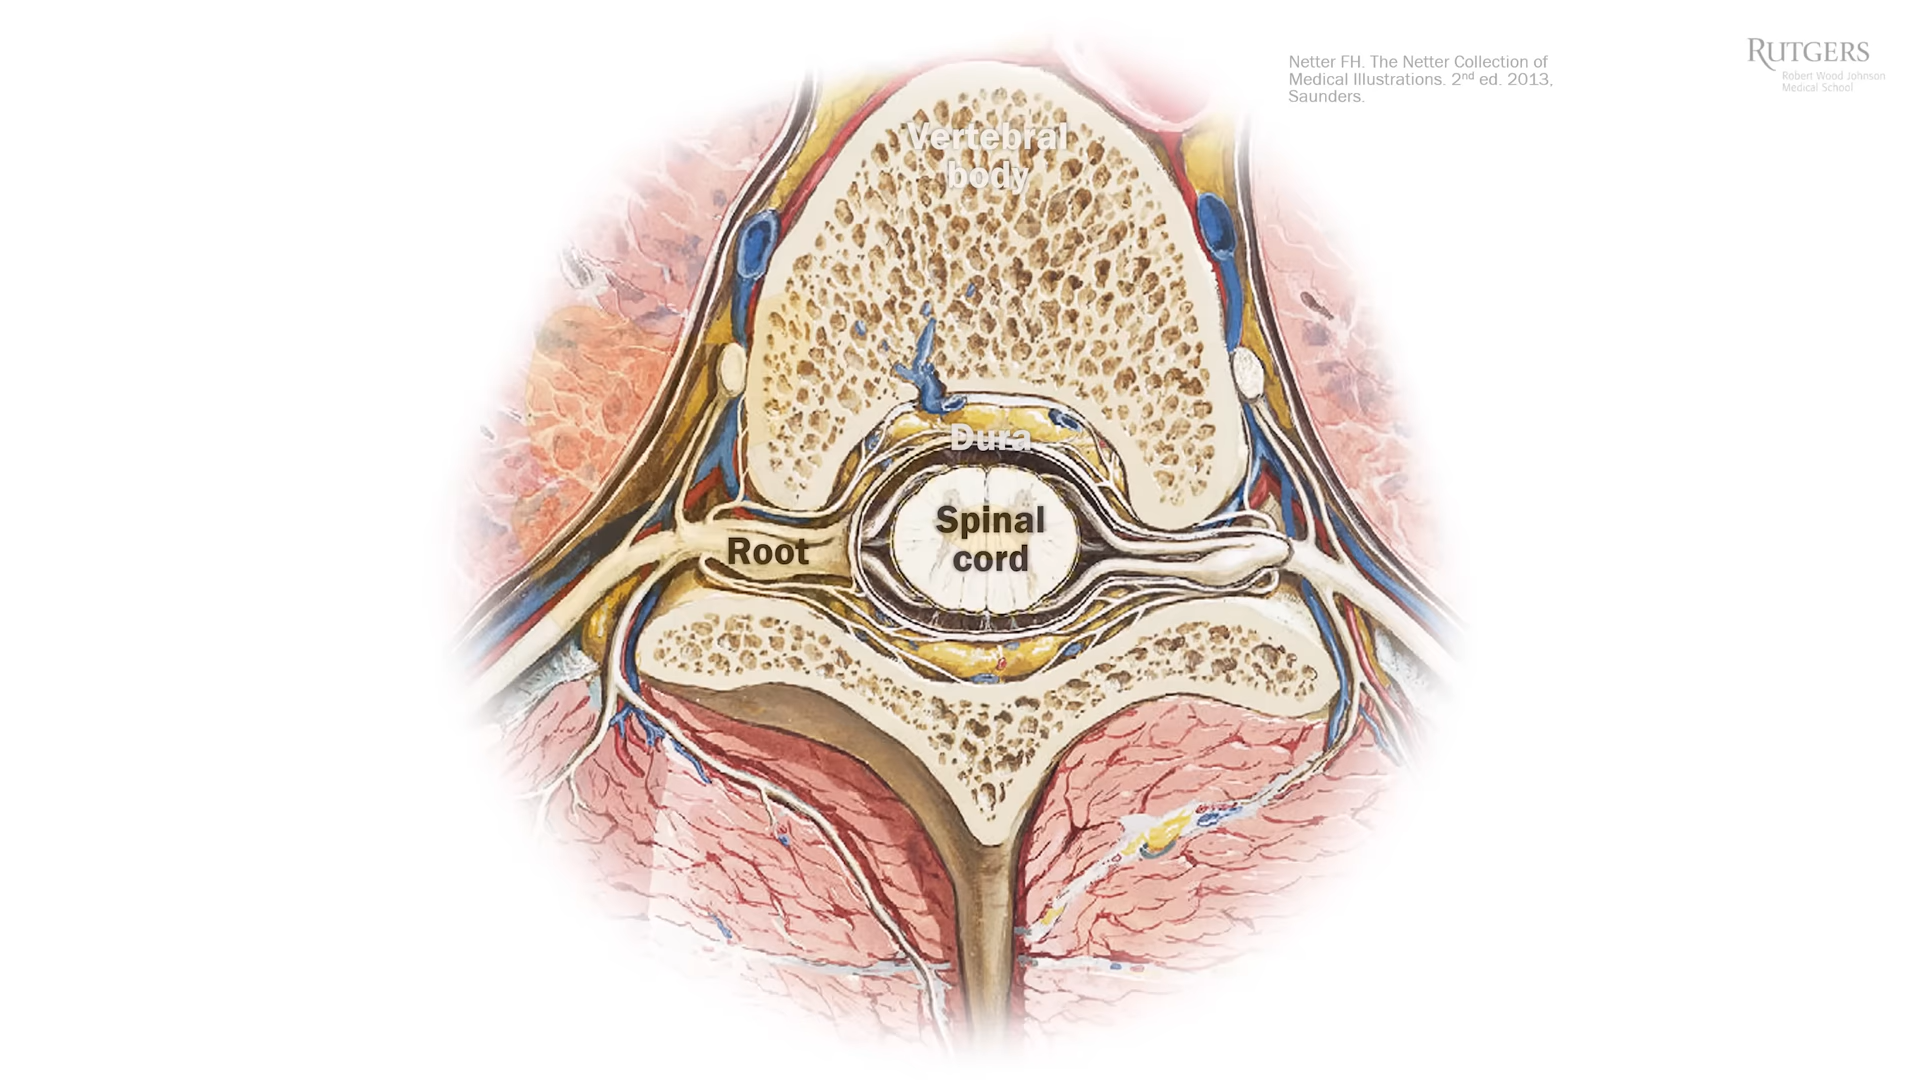 Netter FH. The Netter Collection of
Medical Illustrations. 2nd ed. 2013,
Saunders.
RUTGERS
Robert Wood Johnson
Medical School
Vertebral
body
Dura
Spinal
cord
Root